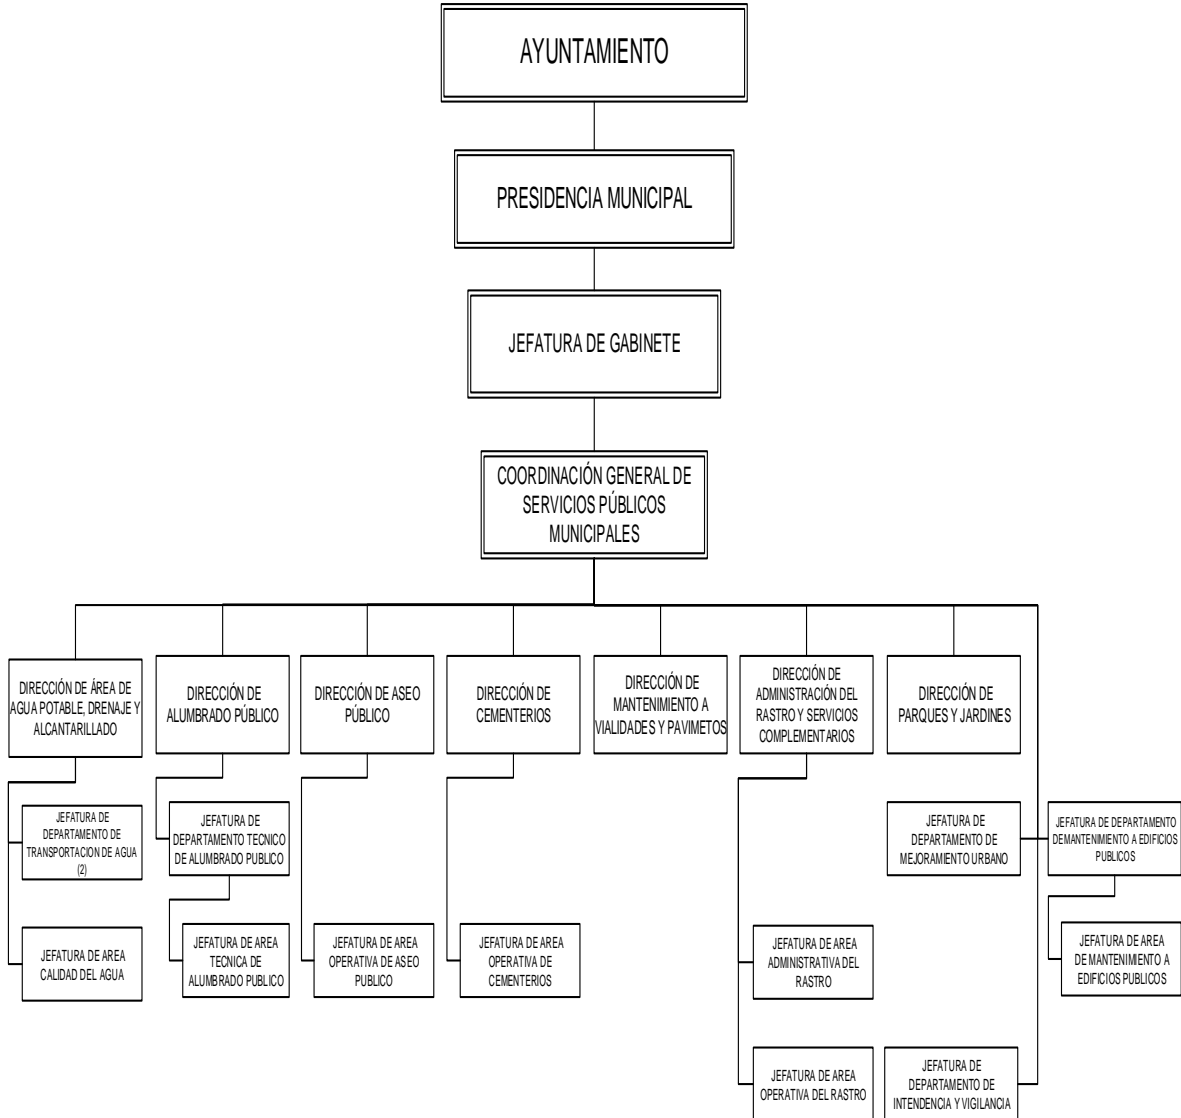 AYUNTAMIENTO
PRESIDENCIA MUNICIPAL
JEFATURA DE GABINETE
COORDINACIÓN GENERAL DE
SERVICIOS PÚBLICOS
MUNICIPALES
DIRECCIÓN DE ÁREA DE
AGUA POTABLE, DRENAJE Y
ALCANTARILLADO
DIRECCIÓN DE
ALUMBRADO PÚBLICO
DIRECCIÓN DE ASEO
PÚBLICO
DIRECCIÓN DE
CEMENTERIOS
DIRECCIÓN DE
MANTENIMIENTO A
VIALIDADES Y PAVIMETOS
DIRECCIÓN DE
ADMINISTRACIÓN DEL
RASTRO Y SERVICIOS
COMPLEMENTARIOS
DIRECCIÓN DE
PARQUES Y JARDINES
JEFATURA DE
DEPARTAMENTO DE
TRANSPORTACION DE AGUA
(2)
JEFATURA DE
DEPARTAMENTO TECNICO
DE ALUMBRADO PUBLICO
JEFATURA DE
DEPARTAMENTO DE
MEJORAMIENTO URBANO
JEFATURA DE DEPARTAMENTO
DEMANTENIMIENTO A EDIFICIOS
PUBLICOS
JEFATURA DE AREA
CALIDAD DEL AGUA
JEFATURA DE AREA
TECNICA DE
ALUMBRADO PUBLICO
JEFATURA DE AREA
OPERATIVA DE ASEO
PUBLICO
JEFATURA DE AREA
OPERATIVA DE
CEMENTERIOS
JEFATURA DE AREA
ADMINISTRATIVA DEL
RASTRO
JEFATURA DE AREA
DE MANTENIMIENTO A
EDIFICIOS PUBLICOS
JEFATURA DE AREA
OPERATIVA DEL RASTRO
JEFATURA DE
DEPARTAMENTO DE
INTENDENCIA Y VIGILANCIA